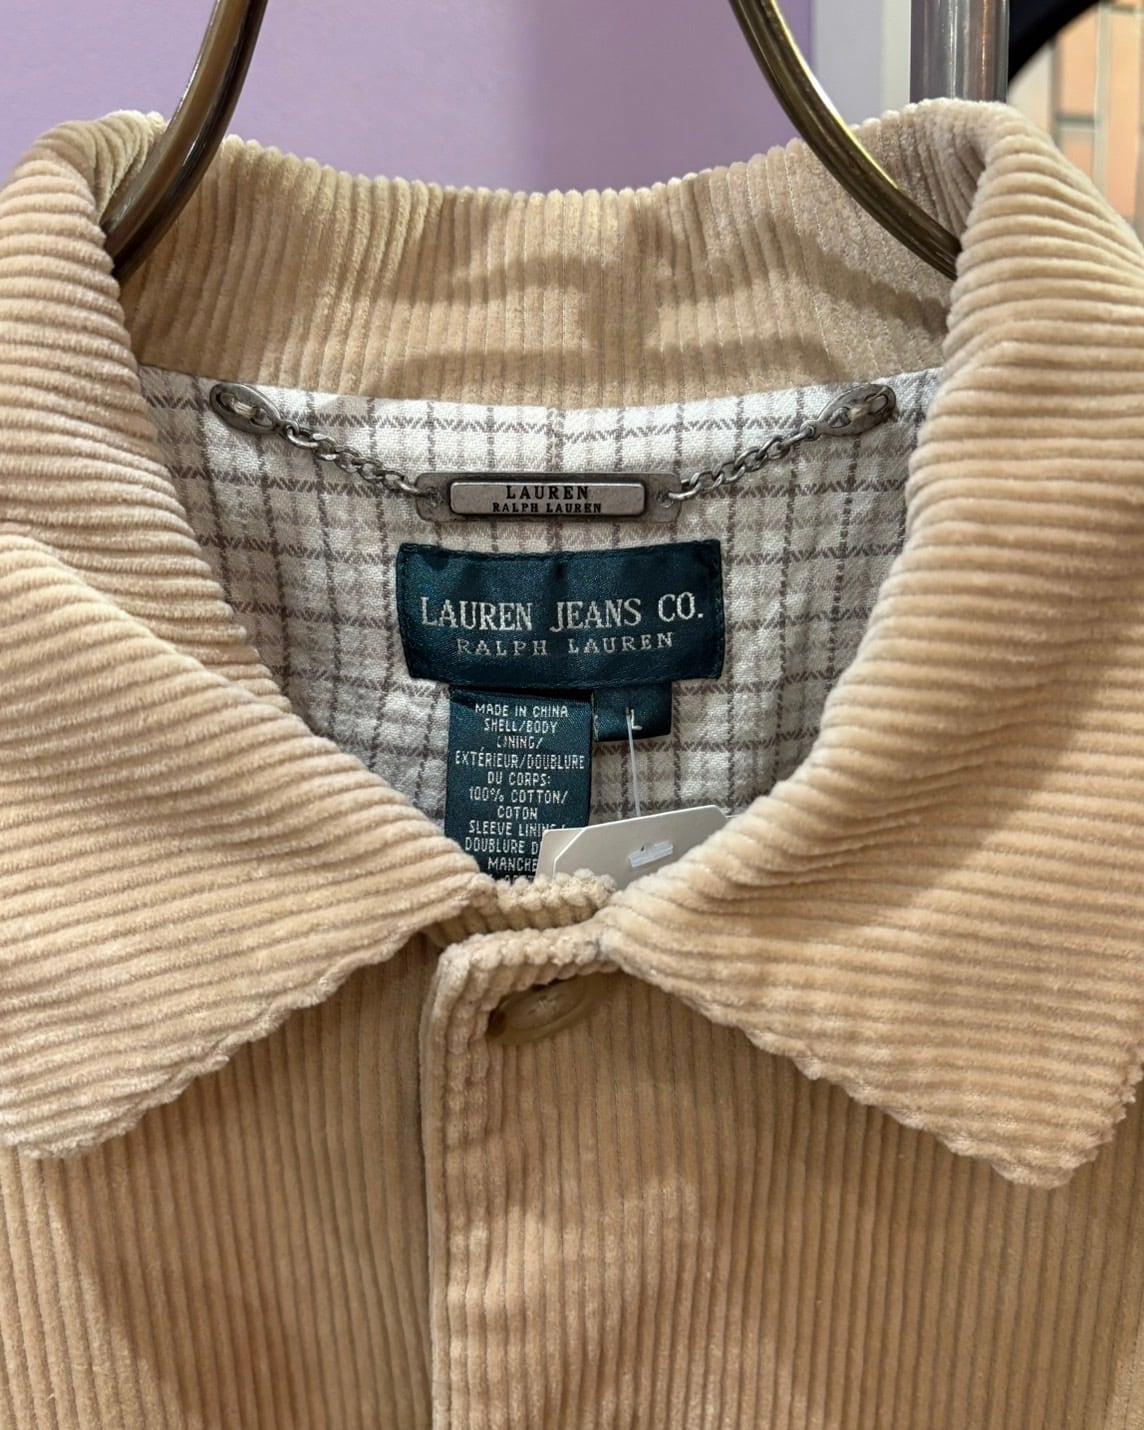 LAUREN
RALPH LAUREN
LAUREN JEANS CO.
RALPH LAUREN
L
MADE IN CHINA
SHELL/BODY
LINING/
EXTÉRIEUR/DOUBLURE
DU CORPS:
100% COTTON/
COTON
SLEEVE LINING/
DOUBLURE D
MANCHE